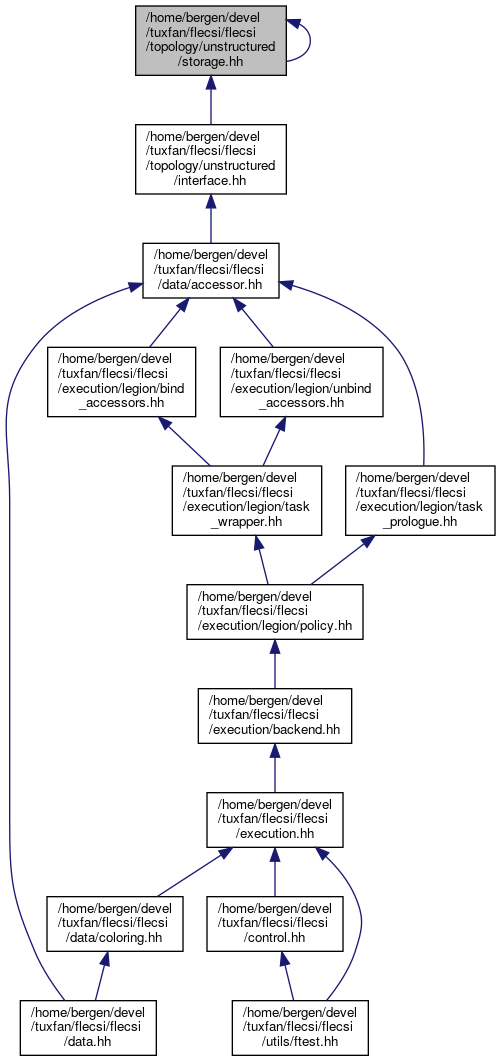 /home/bergen/devel
/tuxfan/flecsi/flecsi
/topology/unstructured
/storage.hh
/home/bergen/devel
/tuxfan/flecsi/flecsi
/topology/unstructured
/interface.hh
/home/bergen/devel
/tuxfan/flecsi/flecsi
/data/accessor.hh
/home/bergen/devel
/tuxfan/flecsi/flecsi
/execution/legion/bind
_accessors.hh
/home/bergen/devel
/tuxfan/flecsi/flecsi
/execution/legion/unbind
_accessors.hh
/home/bergen/devel
/tuxfan/flecsi/flecsi
/execution/legion/task
_wrapper.hh
/home/bergen/devel
/tuxfan/flecsi/flecsi
/execution/legion/task
_prologue.hh
/home/bergen/devel
/tuxfan/flecsi/flecsi
/execution/legion/policy.hh
/home/bergen/devel
/tuxfan/flecsi/flecsi
/execution/backend.hh
/home/bergen/devel
/tuxfan/flecsi/flecsi
/execution.hh
/home/bergen/devel
/tuxfan/flecsi/flecsi
/data/coloring.hh
/home/bergen/devel
/tuxfan/flecsi/flecsi
/control.hh
/home/bergen/devel
/tuxfan/flecsi/flecsi
/data.hh
/home/bergen/devel
/tuxfan/flecsi/flecsi
/utils/ftest.hh